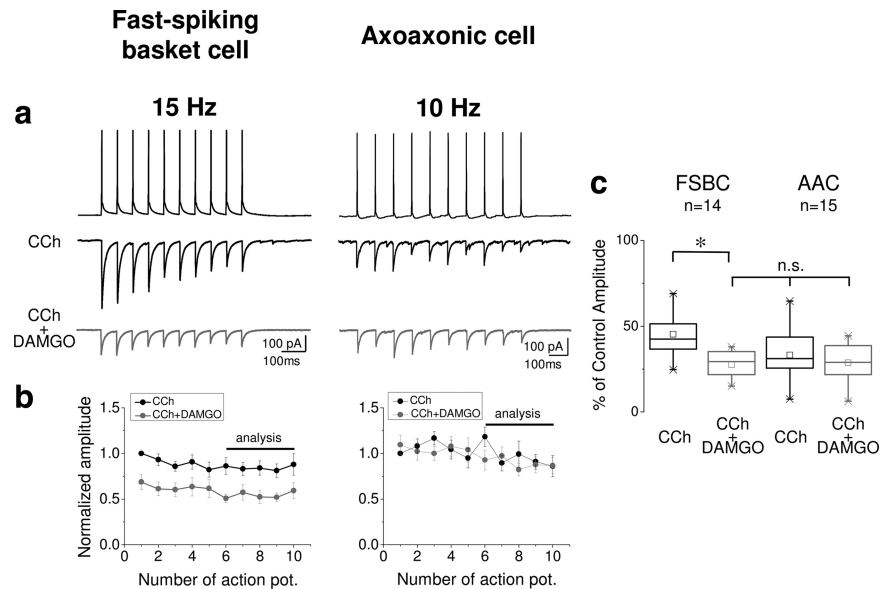 Fast-spiking
basket cell
Axoaxonic cell
a
15 Hz
10 Hz
CCh
CCh
+
DAMGO
100 pA
100ms
100 pA
100ms
b
Normalized amplitude
CCh
CCh+DAMGO
analysis
1.5
1.0
0.5
0.0
0 2 4 6 8 10
Number of action pot.
CCh
CCh+DAMGO
analysis
1.5
1.0
0.5
0.0
0 2 4 6 8 10
Number of action pot.
c
FSBC
n=14
AAC
n=15
% of Control Amplitude
100
50
0
*
n.s.
CCh
CCh
+
DAMGO
CCh
CCh
+
DAMGO